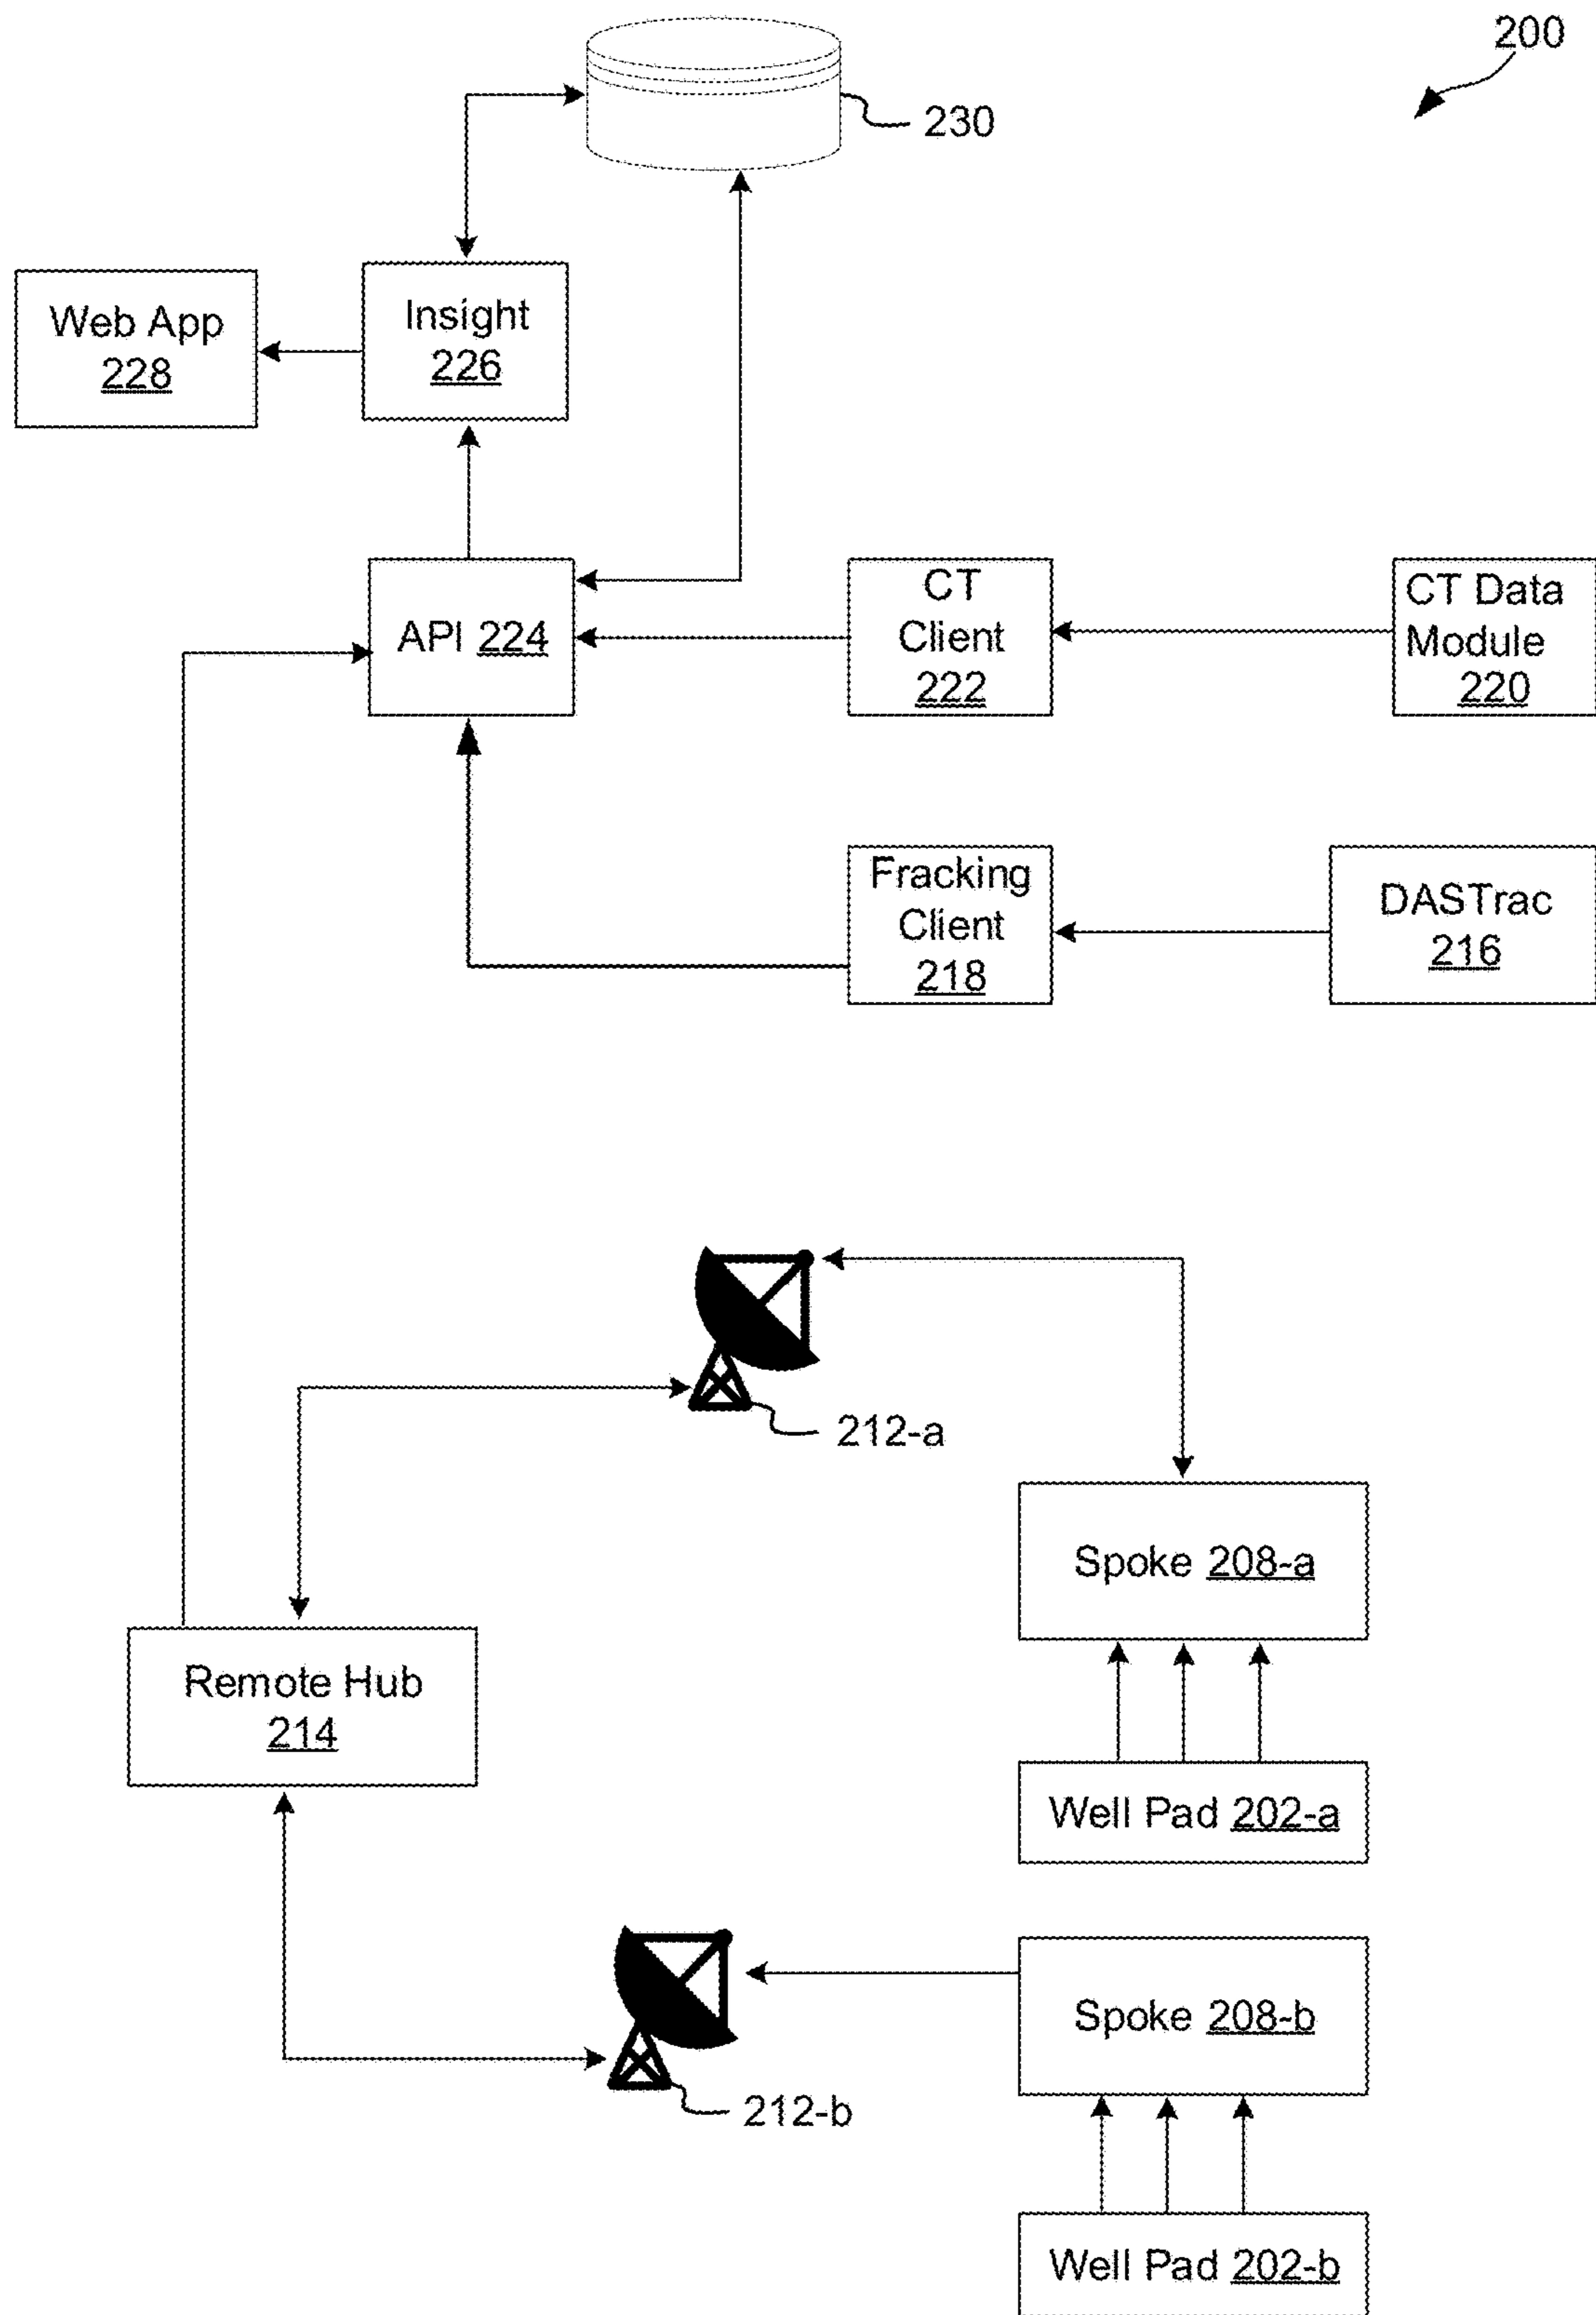 200
230
Web App
228
Insight
226
API 224
CT
Client
222
CT Data
Module
220
Fracking
Client
218
DASTrac
216
212-a
Spoke 208-a
Remote Hub
214
Well Pad 202-a
Spoke 208-b
212-b
Well Pad 202-b